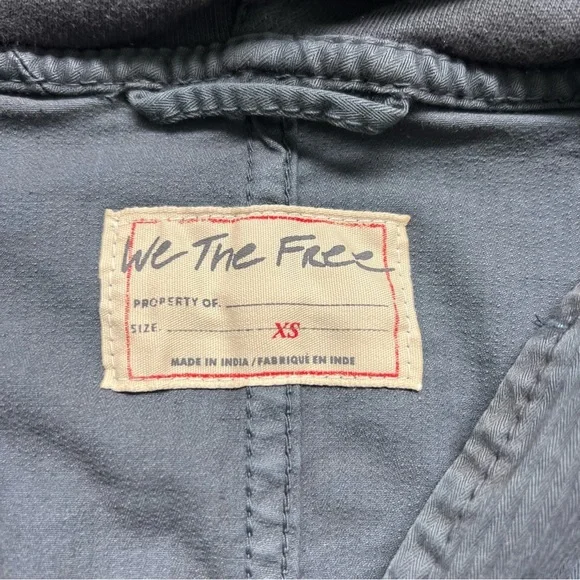 We The Free
PROPERTY OF.
SIZE. XS
MADE IN INDIA / FABRIQUE EN INDE